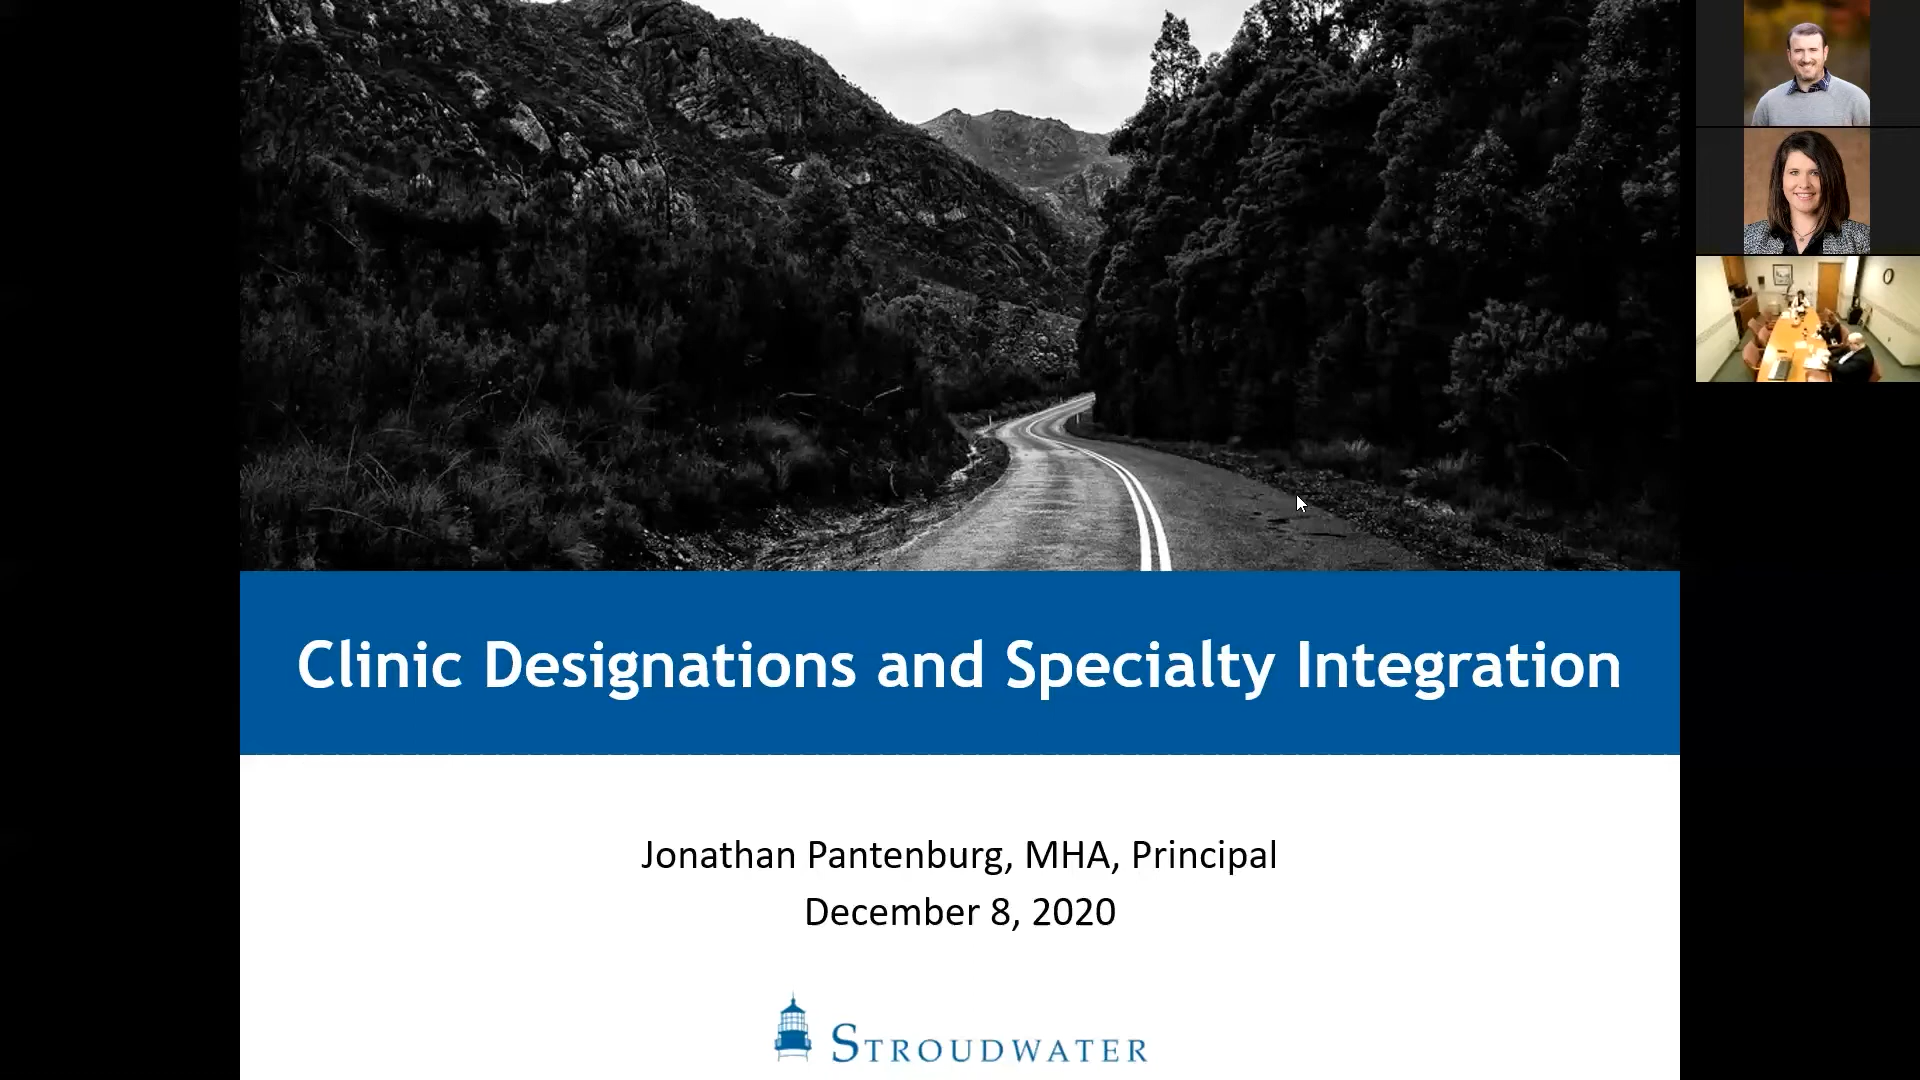 Clinic Designations and Specialty Integration
Jonathan Pantenburg, MHA, Principal
December 8, 2020
STROUDWATER